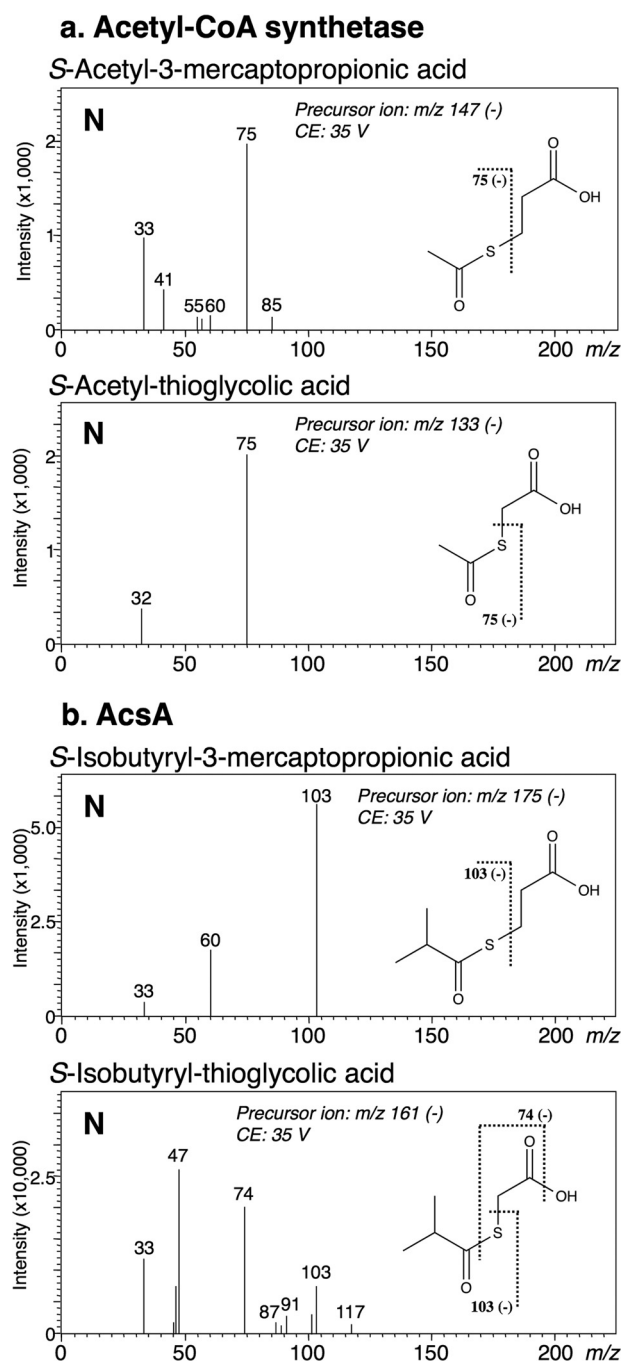 a. Acetyl-CoA synthetase
S-Acetyl-3-mercaptopropionic acid
N
Precursor ion: m/z 147 (-)
CE: 35 V
Intensity (x1,000)
2
1
0
33
41
55
60
75
85
75 (-)
O
OH
S
O
0 50 100 150 200 m/z
S-Acetyl-thioglycolic acid
N
Precursor ion: m/z 133 (-)
CE: 35 V
Intensity (x1,000)
2
1
0
32
75
O
OH
S
O
75 (-)
0 50 100 150 200 m/z
b. AcsA
S-Isobutyryl-3-mercaptopropionic acid
N
Precursor ion: m/z 175 (-)
CE: 35 V
Intensity (x1,000)
5.0
2.5
0
33
60
103
103 (-)
O
OH
S
O
0 50 100 150 200 m/z
S-Isobutyryl-thioglycolic acid
N
Precursor ion: m/z 161 (-)
CE: 35 V
Intensity (x10,000)
2.5
0
33
47
74
87
91
103
117
74 (-)
O
OH
S
O
103 (-)
0 50 100 150 200 m/z